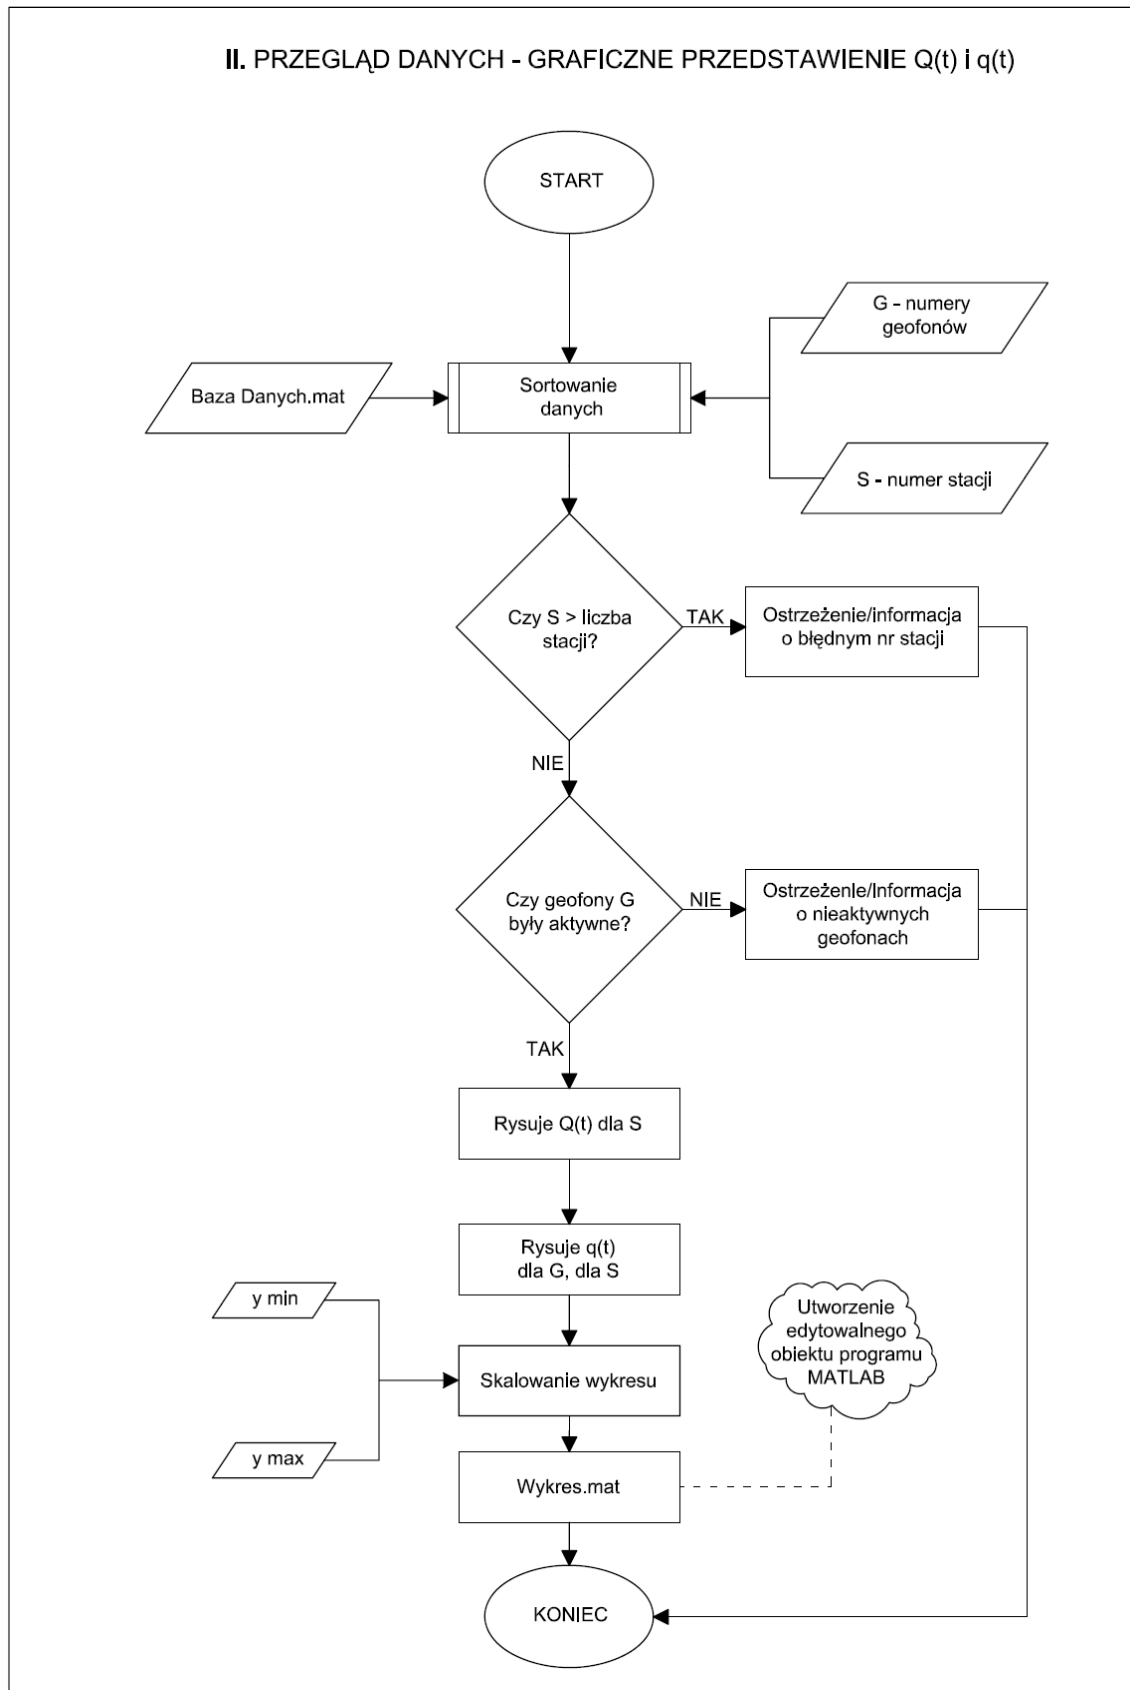 II. PRZEGLĄD DANYCH - GRAFICZNE PRZEDSTAWIENIE Q(t) i q(t)
START
G - numery
geofonów
Baza Danych.mat
Sortowanie
danych
S - numer stacji
Czy S > liczba
stacji?
TAK
Ostrzeżenie/informacja
o błędnym nr stacji
NIE
Czy geofony G
były aktywne?
NIE
Ostrzeżenie/informacja
o nieaktywnych
geofonach
TAK
Rysuje Q(t) dla S
Rysuje q(t)
dla G, dla S
y min
Utworzenie
edytowalnego
obiektu programu
MATLAB
Skalowanie wykresu
y max
Wykres.mat
KONIEC